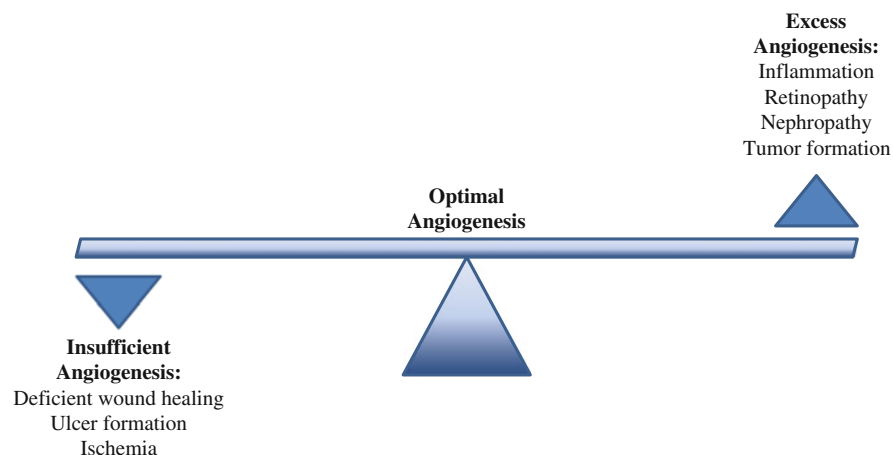 Excess
Angiogenesis:
Inflammation
Retinopathy
Nephropathy
Tumor formation
Optimal
Angiogenesis
Insufficient
Angiogenesis:
Deficient wound healing
Ulcer formation
Ischemia